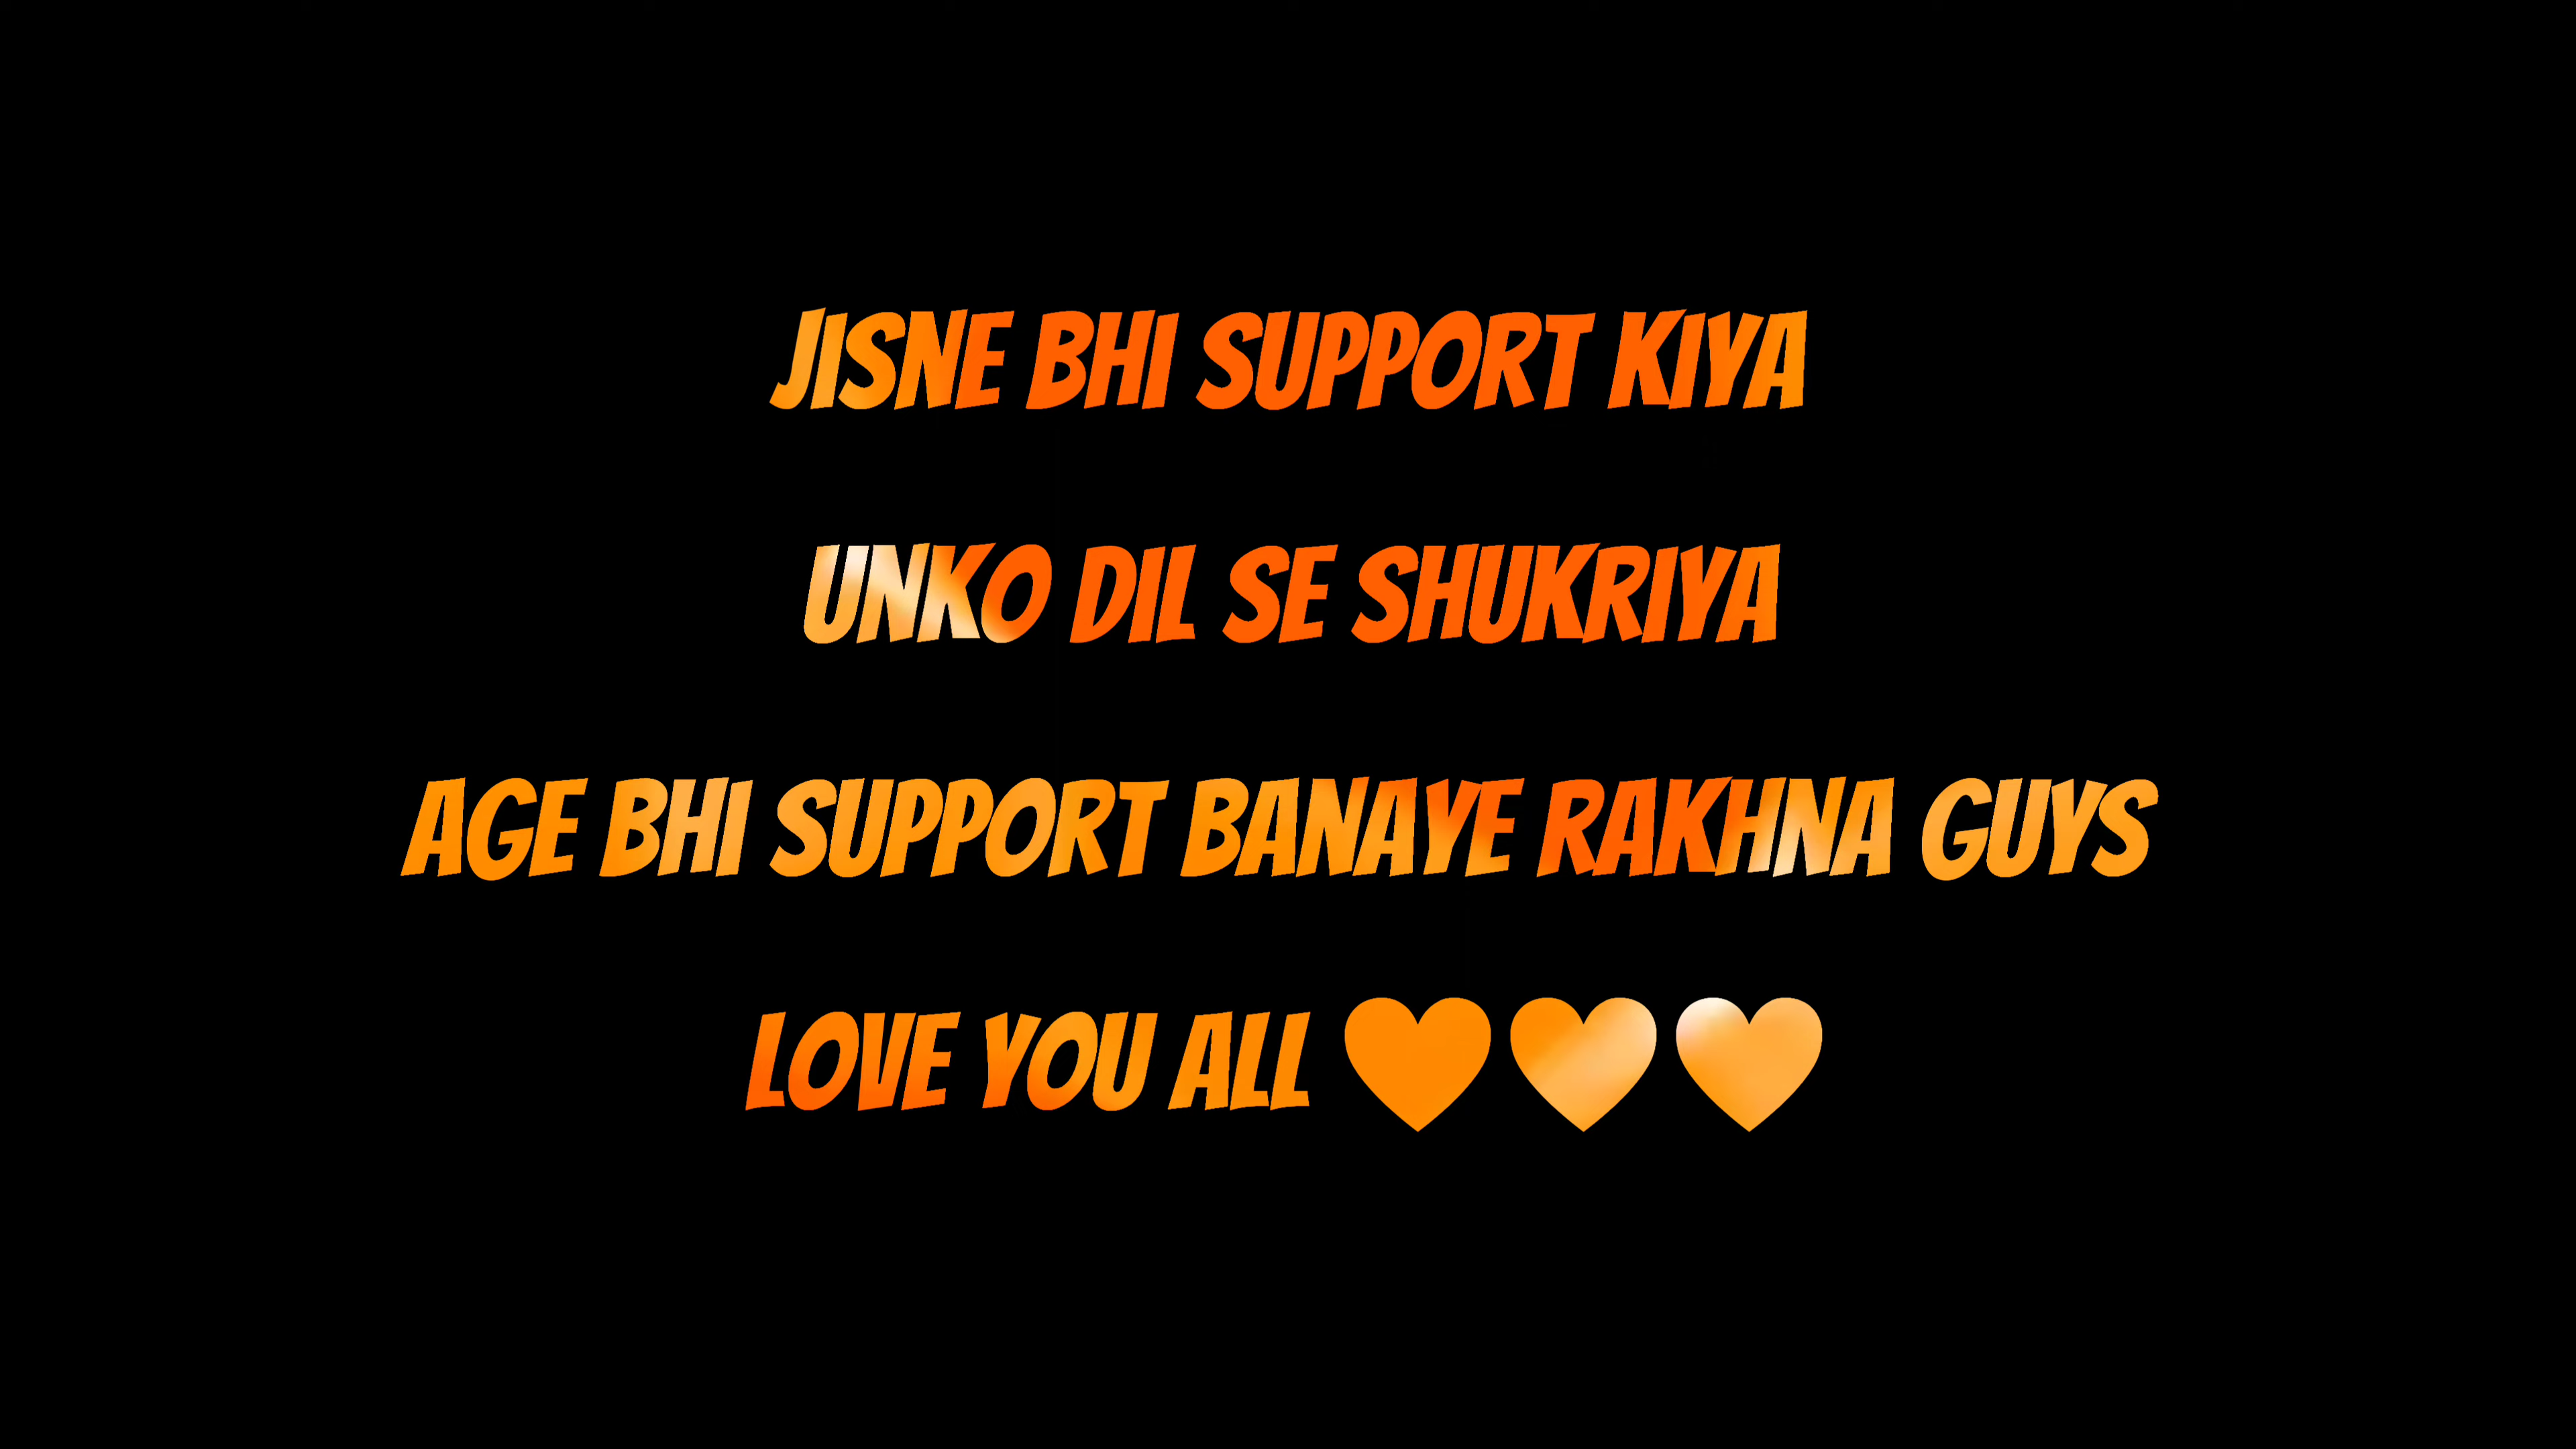 JISNE BHI SUPPORT KIYA
UNKO DIL SE SHUKRIYA
AGE BHI SUPPORT BANAYE RAKHNA GUYS
LOVE YOU ALL 🧡🧡🧡